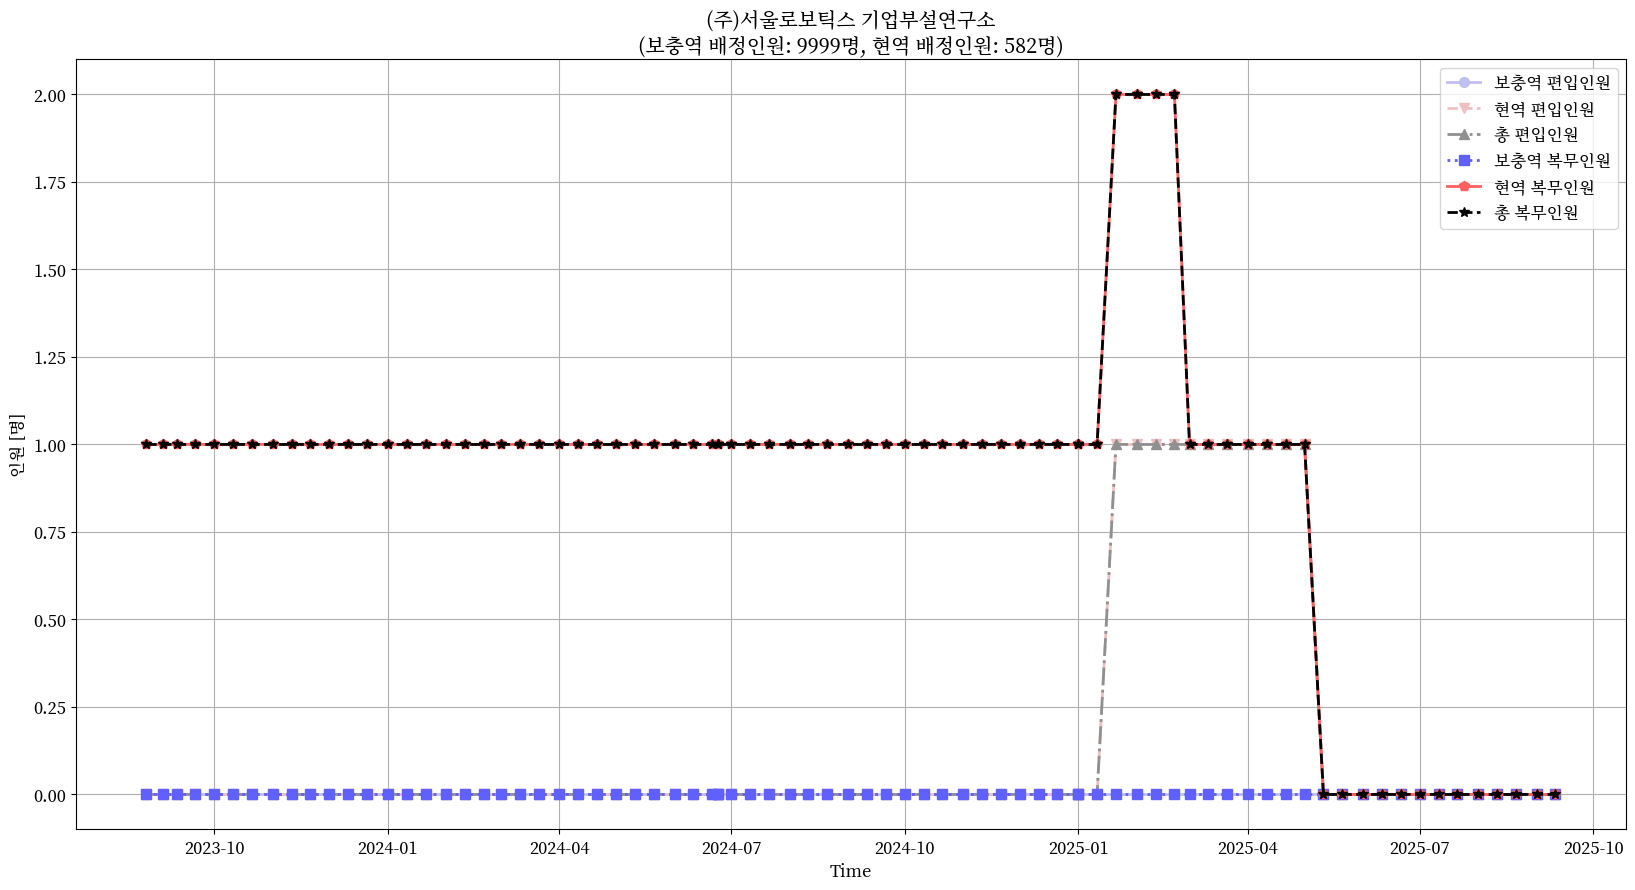 (주)서울로보틱스 기업부설연구소
(보충역 배정인원: 9999명, 현역 배정인원: 582명)
2.00
1.75
1.50
1.25
1.00
0.75
0.50
0.25
0.00
인원 [명]
보충역 편입인원
현역 편입인원
총 편입인원
보충역 복무인원
현역 복무인원
총 복무인원
2023-10
2024-01
2024-04
2024-07
2024-10
2025-01
2025-04
2025-07
2025-10
Time